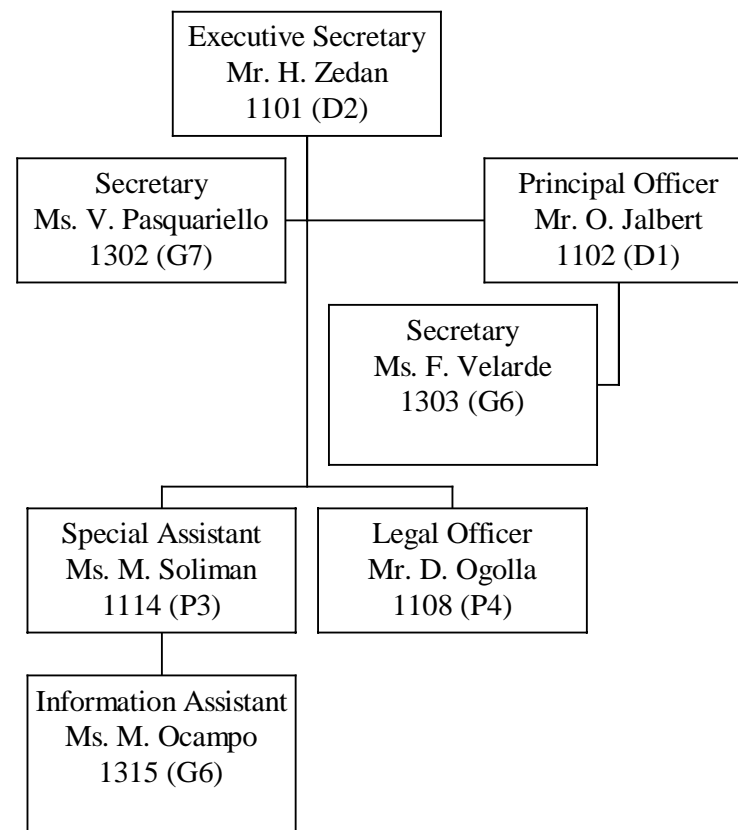 Executive Secretary
Mr. H. Zedan
1101 (D2)
Secretary
Ms. V. Pasquariello
1302 (G7)
Principal Officer
Mr. O. Jalbert
1102 (D1)
Secretary
Ms. F. Velarde
1303 (G6)
Special Assistant
Ms. M. Soliman
1114 (P3)
Legal Officer
Mr. D. Ogolla
1108 (P4)
Information Assistant
Ms. M. Ocampo
1315 (G6)